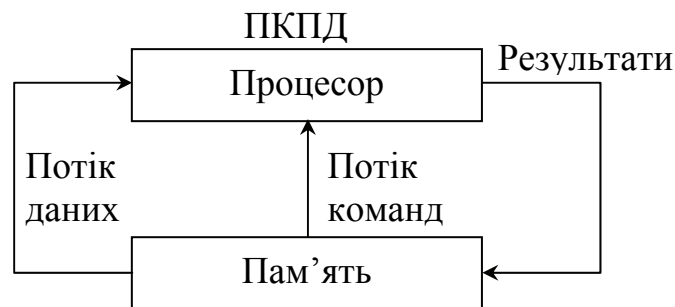 ПКПД
Процесор
Результати
Потік
даних
Потік
команд
Пам’ять